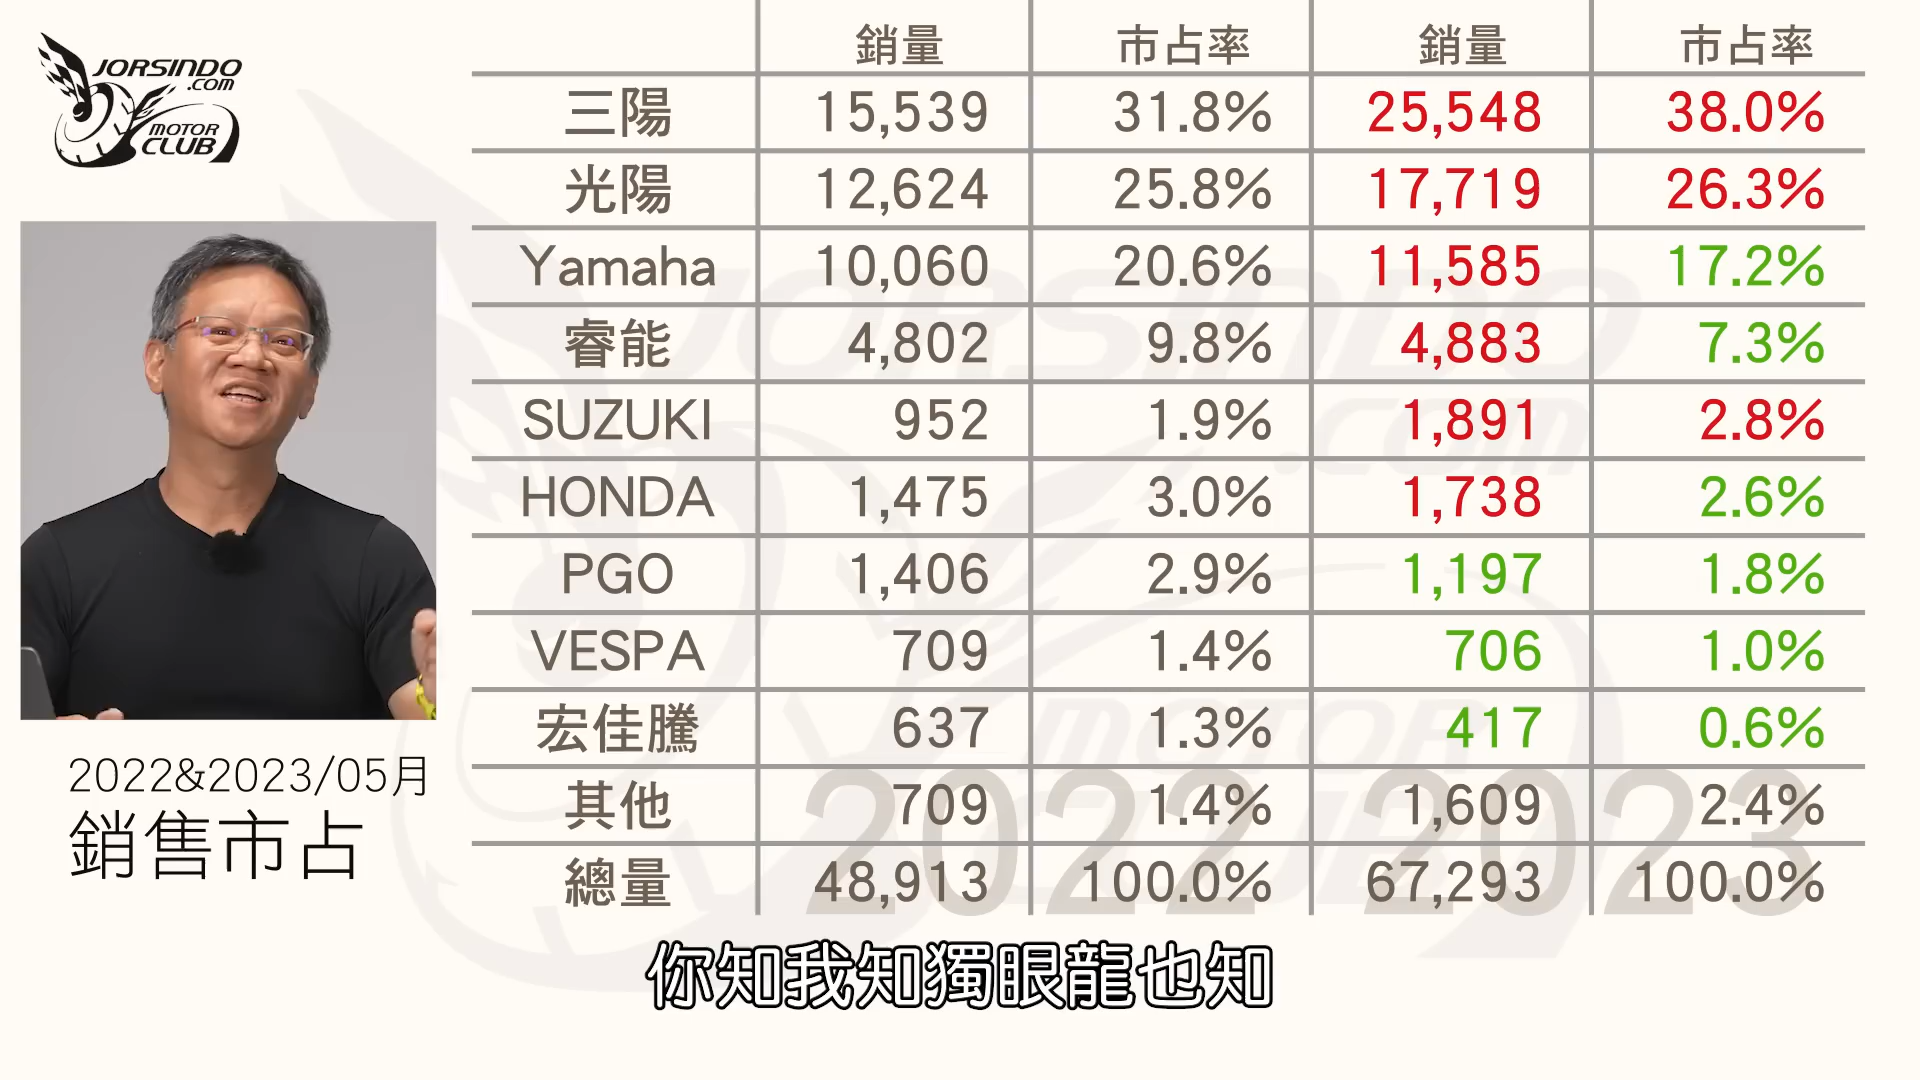 JORSINDO
.COM
MOTOR
CLUB
銷量 市占率 銷量 市占率
三陽 15,539 31.8% 25,548 38.0%
光陽 12,624 25.8% 17,719 26.3%
Yamaha 10,060 20.6% 11,585 17.2%
睿能 4,802 9.8% 4,883 7.3%
SUZUKI 952 1.9% 1,891 2.8%
HONDA 1,475 3.0% 1,738 2.6%
PGO 1,406 2.9% 1,197 1.8%
VESPA 709 1.4% 706 1.0%
宏佳騰 637 1.3% 417 0.6%
其他 709 1.4% 1,609 2.4%
總量 48,913 100.0% 67,293 100.0%
2022 2023
JORSINDO
.COM
MOTOR
CLUB
2022&2023/05月
銷售市占
你知我知獨眼龍也知